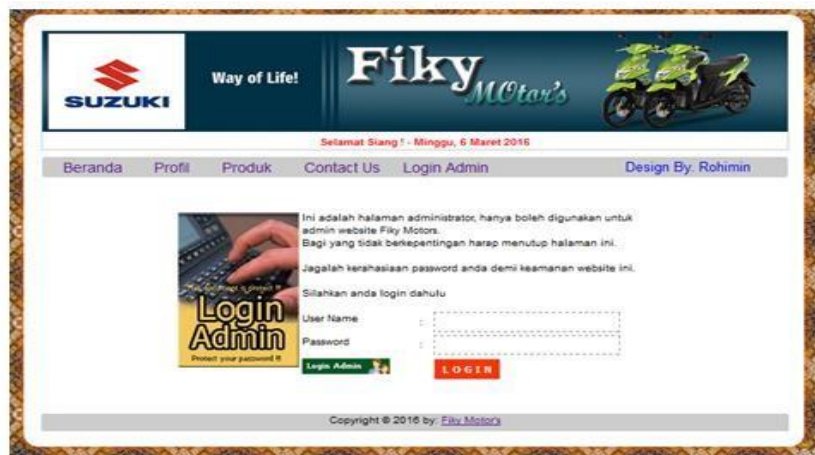 SUZUKI
Way of Life!
Fiky
MOtor's
Selamat Siang ! - Minggu, 6 Maret 2016
Beranda Profil Produk Contact Us Login Admin Design By. Rohimin
Ini adalah halaman administrator, hanya boleh digunakan untuk
admin website Fiky Motors.
Bagi yang tidak berkepentingan harap menutup halaman ini.
Jagalah kerahasiaan password anda demi keamanan website ini.
Silahkan anda login dahulu
Login
Admin
Protect your password !!
User Name :
Password :
Login Admin
LOGIN
Copyright © 2016 by: Fiky Motor's